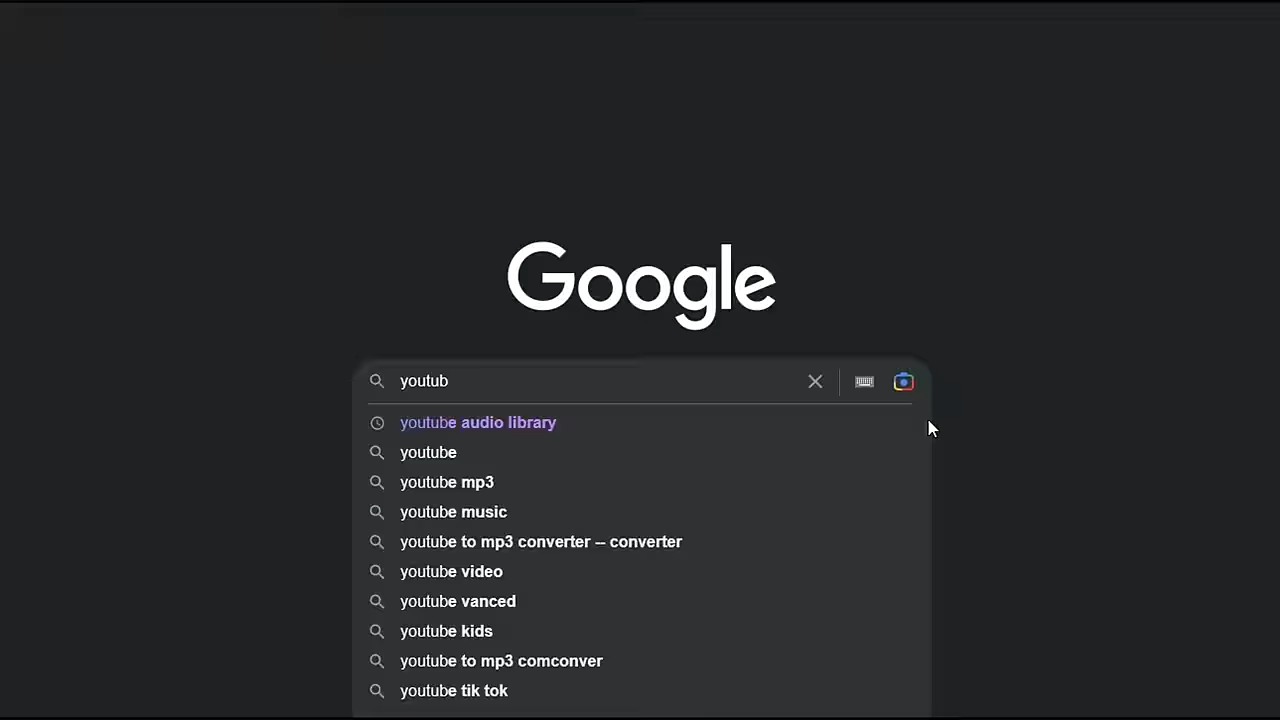 Google
youtub
youtube audio library
youtube
youtube mp3
youtube music
youtube to mp3 converter – converter
youtube video
youtube vanced
youtube kids
youtube to mp3 comconver
youtube tik tok